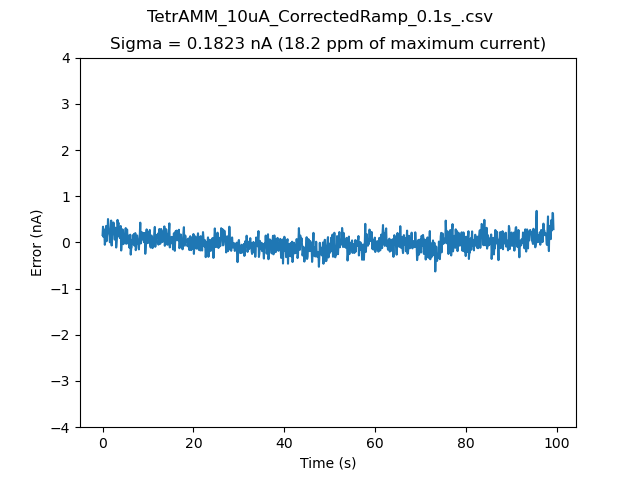 TetrAMM_10uA_CorrectedRamp_0.1s_.csv
Sigma = 0.1823 nA (18.2 ppm of maximum current)
4
3
2
1
0
−1
−2
−3
−4
Error (nA)
0 20 40 60 80 100
Time (s)